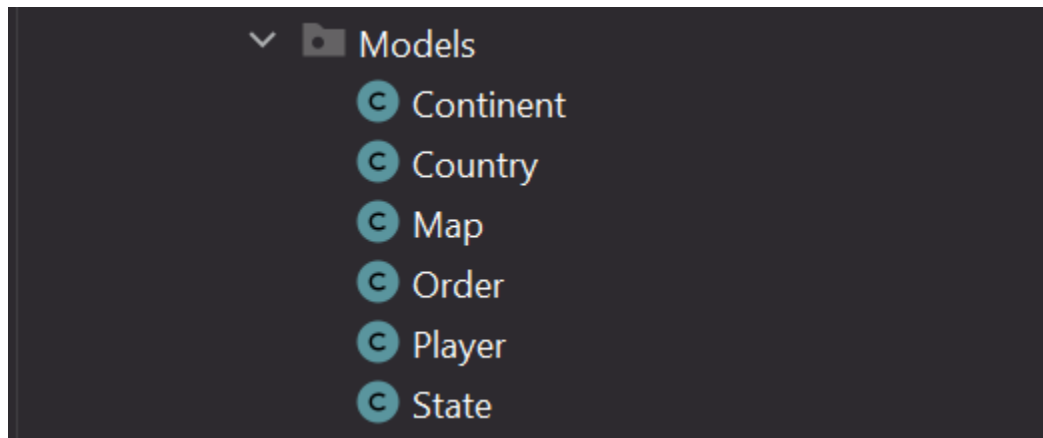 Models
C Continent
C Country
C Map
C Order
C Player
C State